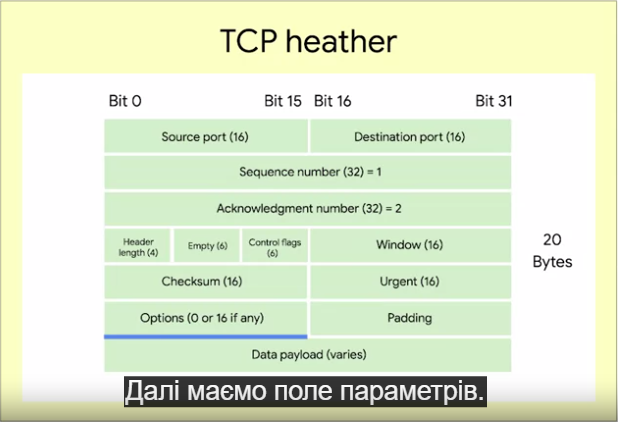 TCP heather
Bit 0 Bit 15 Bit 16 Bit 31
Source port (16) Destination port (16)
Sequence number (32) = 1
Acknowledgment number (32) = 2
Header
length (4)
Empty (6)
Control flags
(6)
Window (16)
Checksum (16) Urgent (16)
Options (0 or 16 if any) Padding
Data payload (varies)
20
Bytes
Далі маємо поле параметрів.